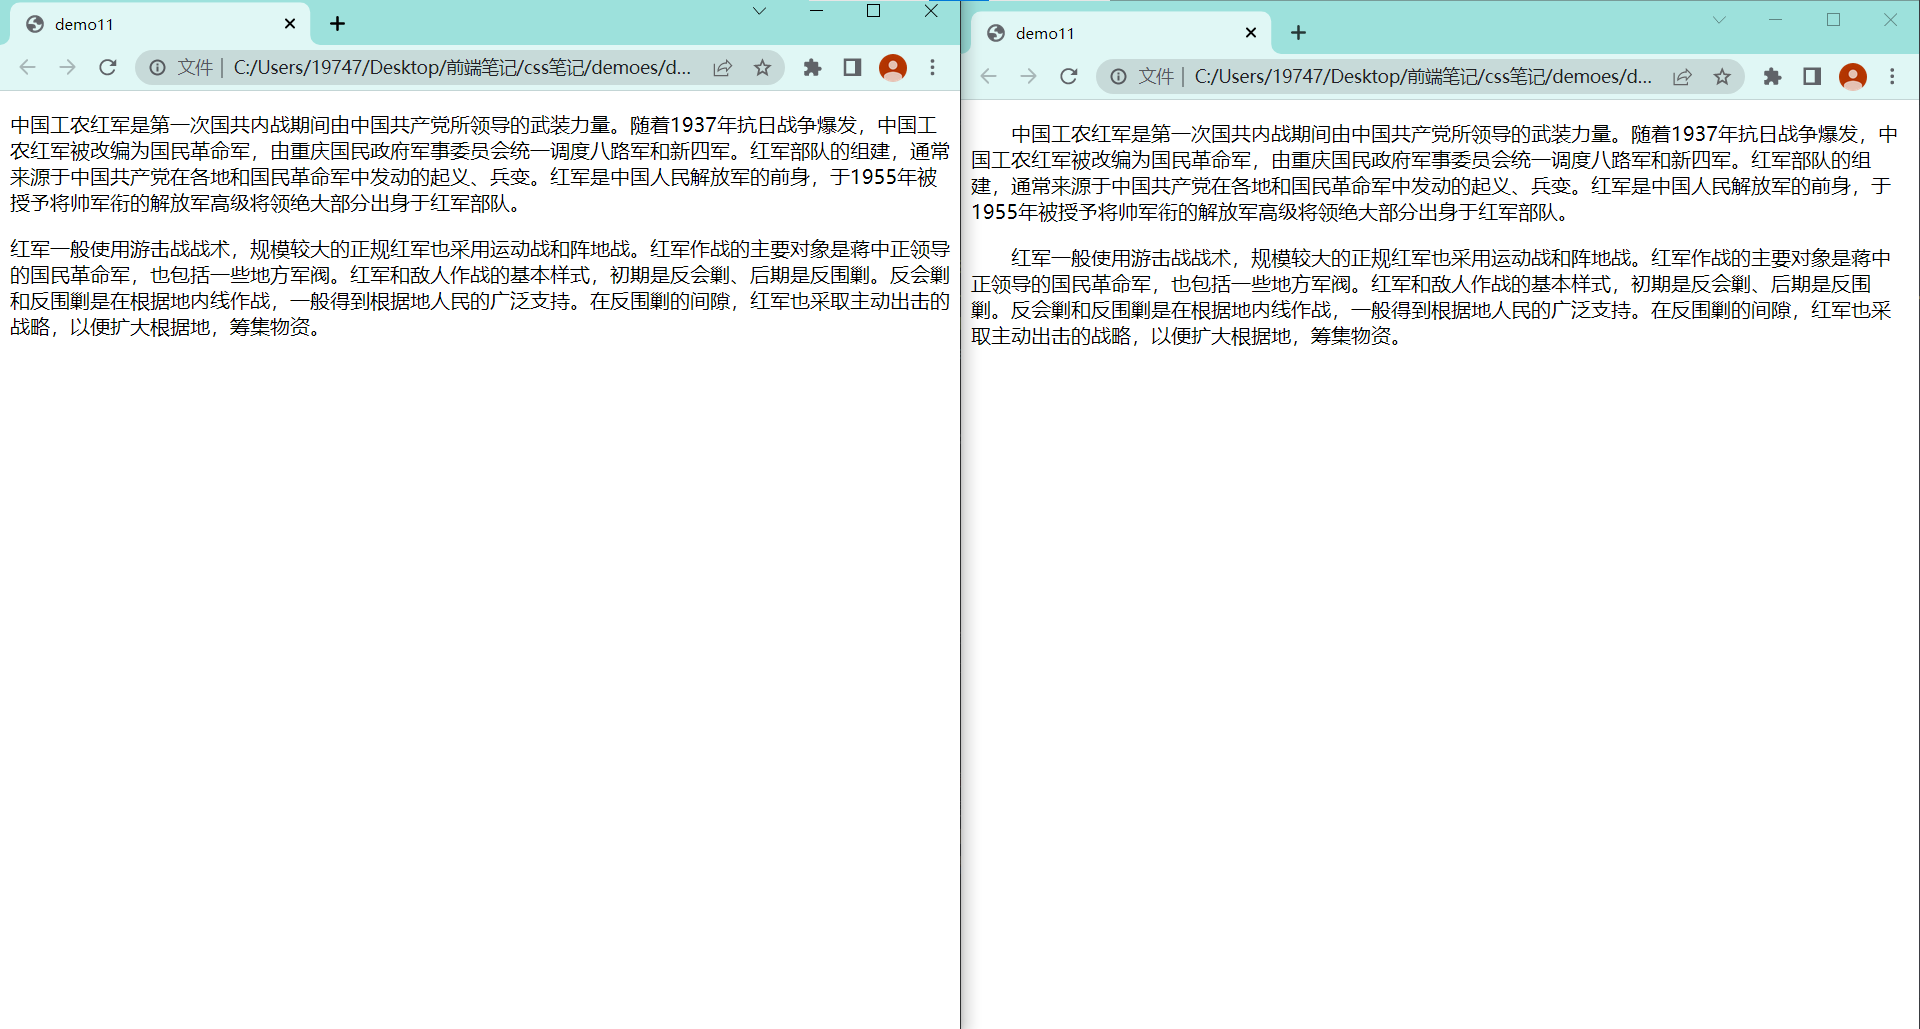 demo11
文件 | C:/Users/19747/Desktop/前端笔记/css笔记/demoes/d...
中国工农红军是第一次国共内战期间由中国共产党所领导的武装力量。随着1937年抗日战争爆发，中国工
农红军被改编为国民革命军，由重庆国民政府军事委员会统一调度八路军和新四军。红军部队的组建，通常
来源于中国共产党在各地和国民革命军中发动的起义、兵变。红军是中国人民解放军的前身，于1955年被
授予将帅军衔的解放军高级将领绝大部分出身于红军部队。
红军一般使用游击战战术，规模较大的正规红军也采用运动战和阵地战。红军作战的主要对象是蒋中正领导
的国民革命军，也包括一些地方军阀。红军和敌人作战的基本样式，初期是反会剿、后期是反围剿。反会剿
和反围剿是在根据地内线作战，一般得到根据地人民的广泛支持。在反围剿的间隙，红军也采取主动出击的
战略，以便扩大根据地，筹集物资。
demo11
文件 | C:/Users/19747/Desktop/前端笔记/css笔记/demoes/d...
中国工农红军是第一次国共内战期间由中国共产党所领导的武装力量。随着1937年抗日战争爆发，中
国工农红军被改编为国民革命军，由重庆国民政府军事委员会统一调度八路军和新四军。红军部队的组
建，通常来源于中国共产党在各地和国民革命军中发动的起义、兵变。红军是中国人民解放军的前身，于
1955年被授予将帅军衔的解放军高级将领绝大部分出身于红军部队。
红军一般使用游击战战术，规模较大的正规红军也采用运动战和阵地战。红军作战的主要对象是蒋中
正领导的国民革命军，也包括一些地方军阀。红军和敌人作战的基本样式，初期是反会剿、后期是反围
剿。反会剿和反围剿是在根据地内线作战，一般得到根据地人民的广泛支持。在反围剿的间隙，红军也采
取主动出击的战略，以便扩大根据地，筹集物资。